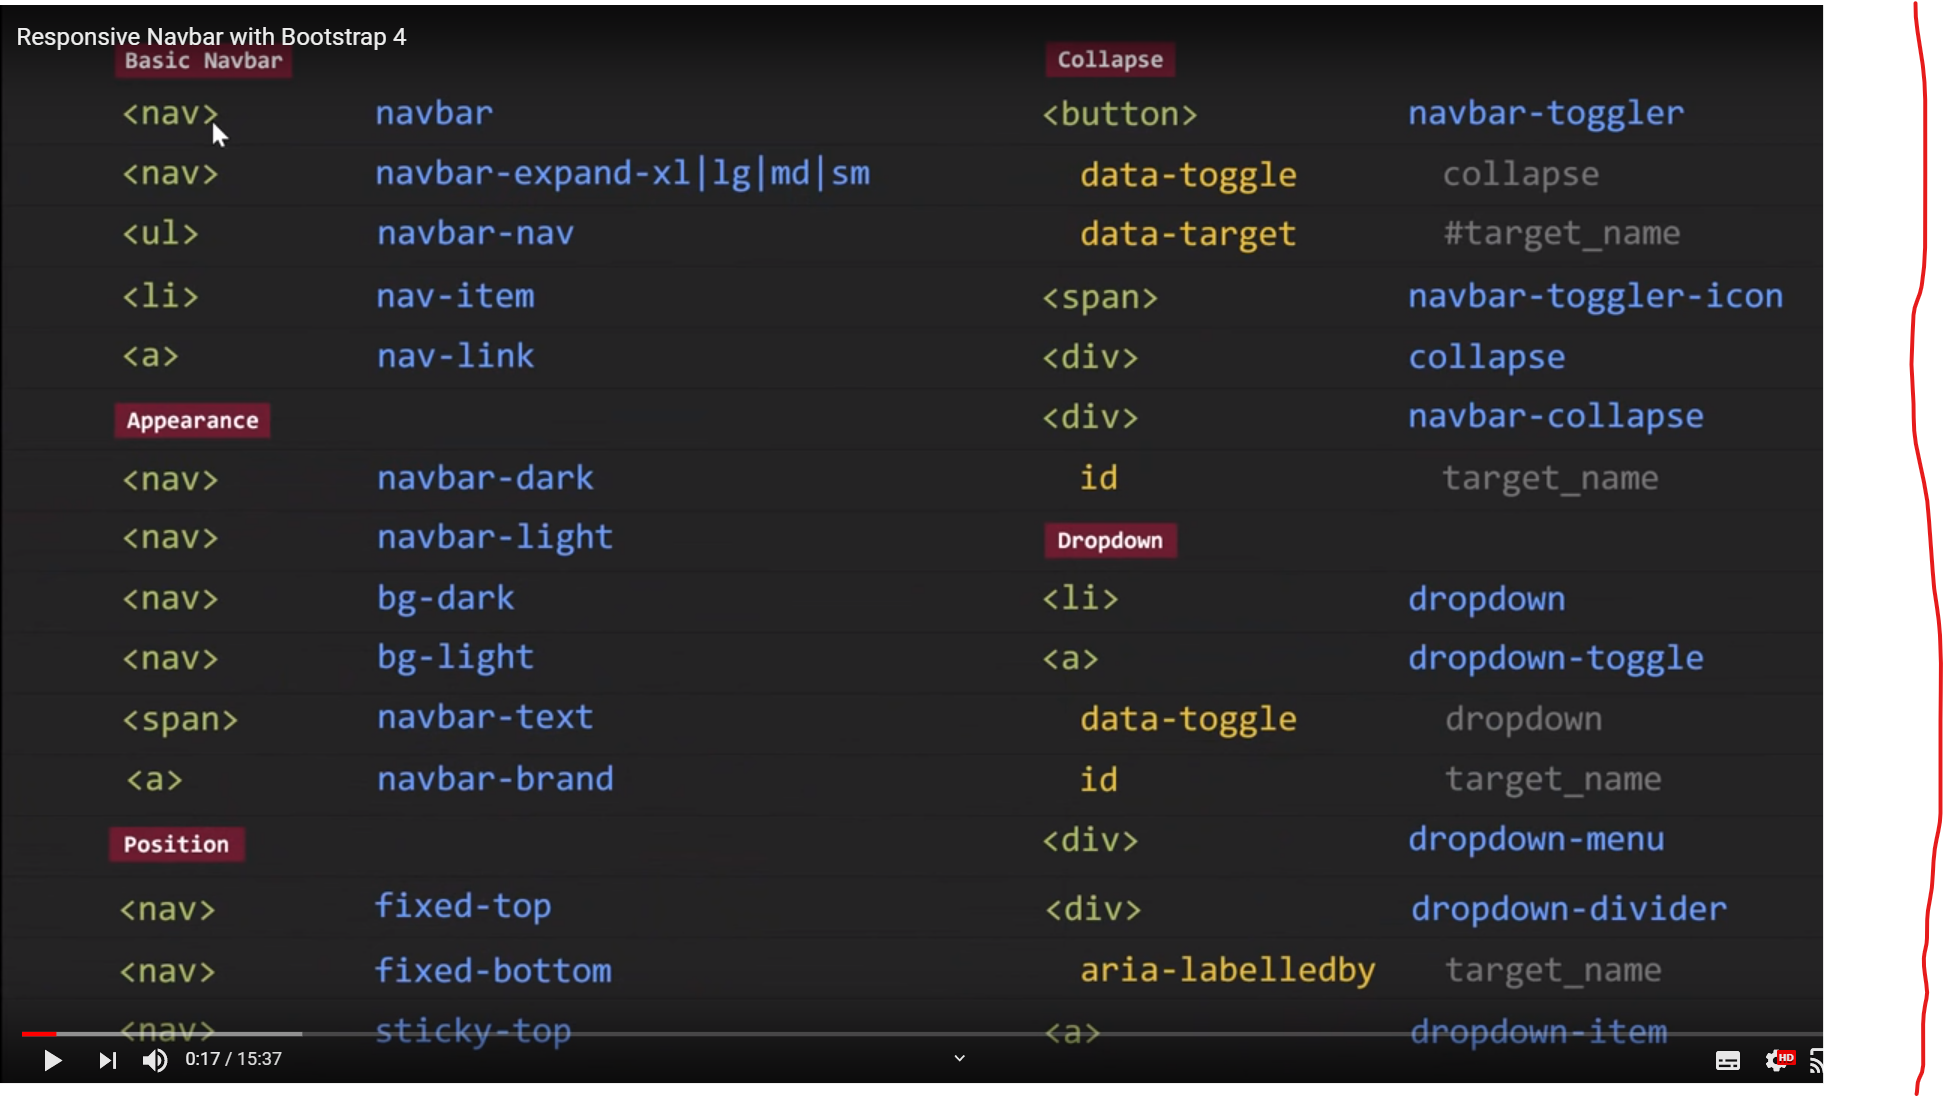 Responsive Navbar with Bootstrap 4
Basic Navbar
<nav> navbar
<nav> navbar-expand-xl|lg|md|sm
<ul> navbar-nav
<li> nav-item
<a> nav-link
Appearance
<nav> navbar-dark
<nav> navbar-light
<nav> bg-dark
<nav> bg-light
<span> navbar-text
<a> navbar-brand
Position
<nav> fixed-top
<nav> fixed-bottom
<nav> sticky-top
Collapse
<button> navbar-toggler
data-toggle collapse
data-target #target_name
<span> navbar-toggler-icon
<div> collapse
<div> navbar-collapse
id target_name
Dropdown
<li> dropdown
<a> dropdown-toggle
data-toggle dropdown
id target_name
<div> dropdown-menu
<div> dropdown-divider
aria-labelledby target_name
<a> dropdown-item
0:17 / 15:37
HD